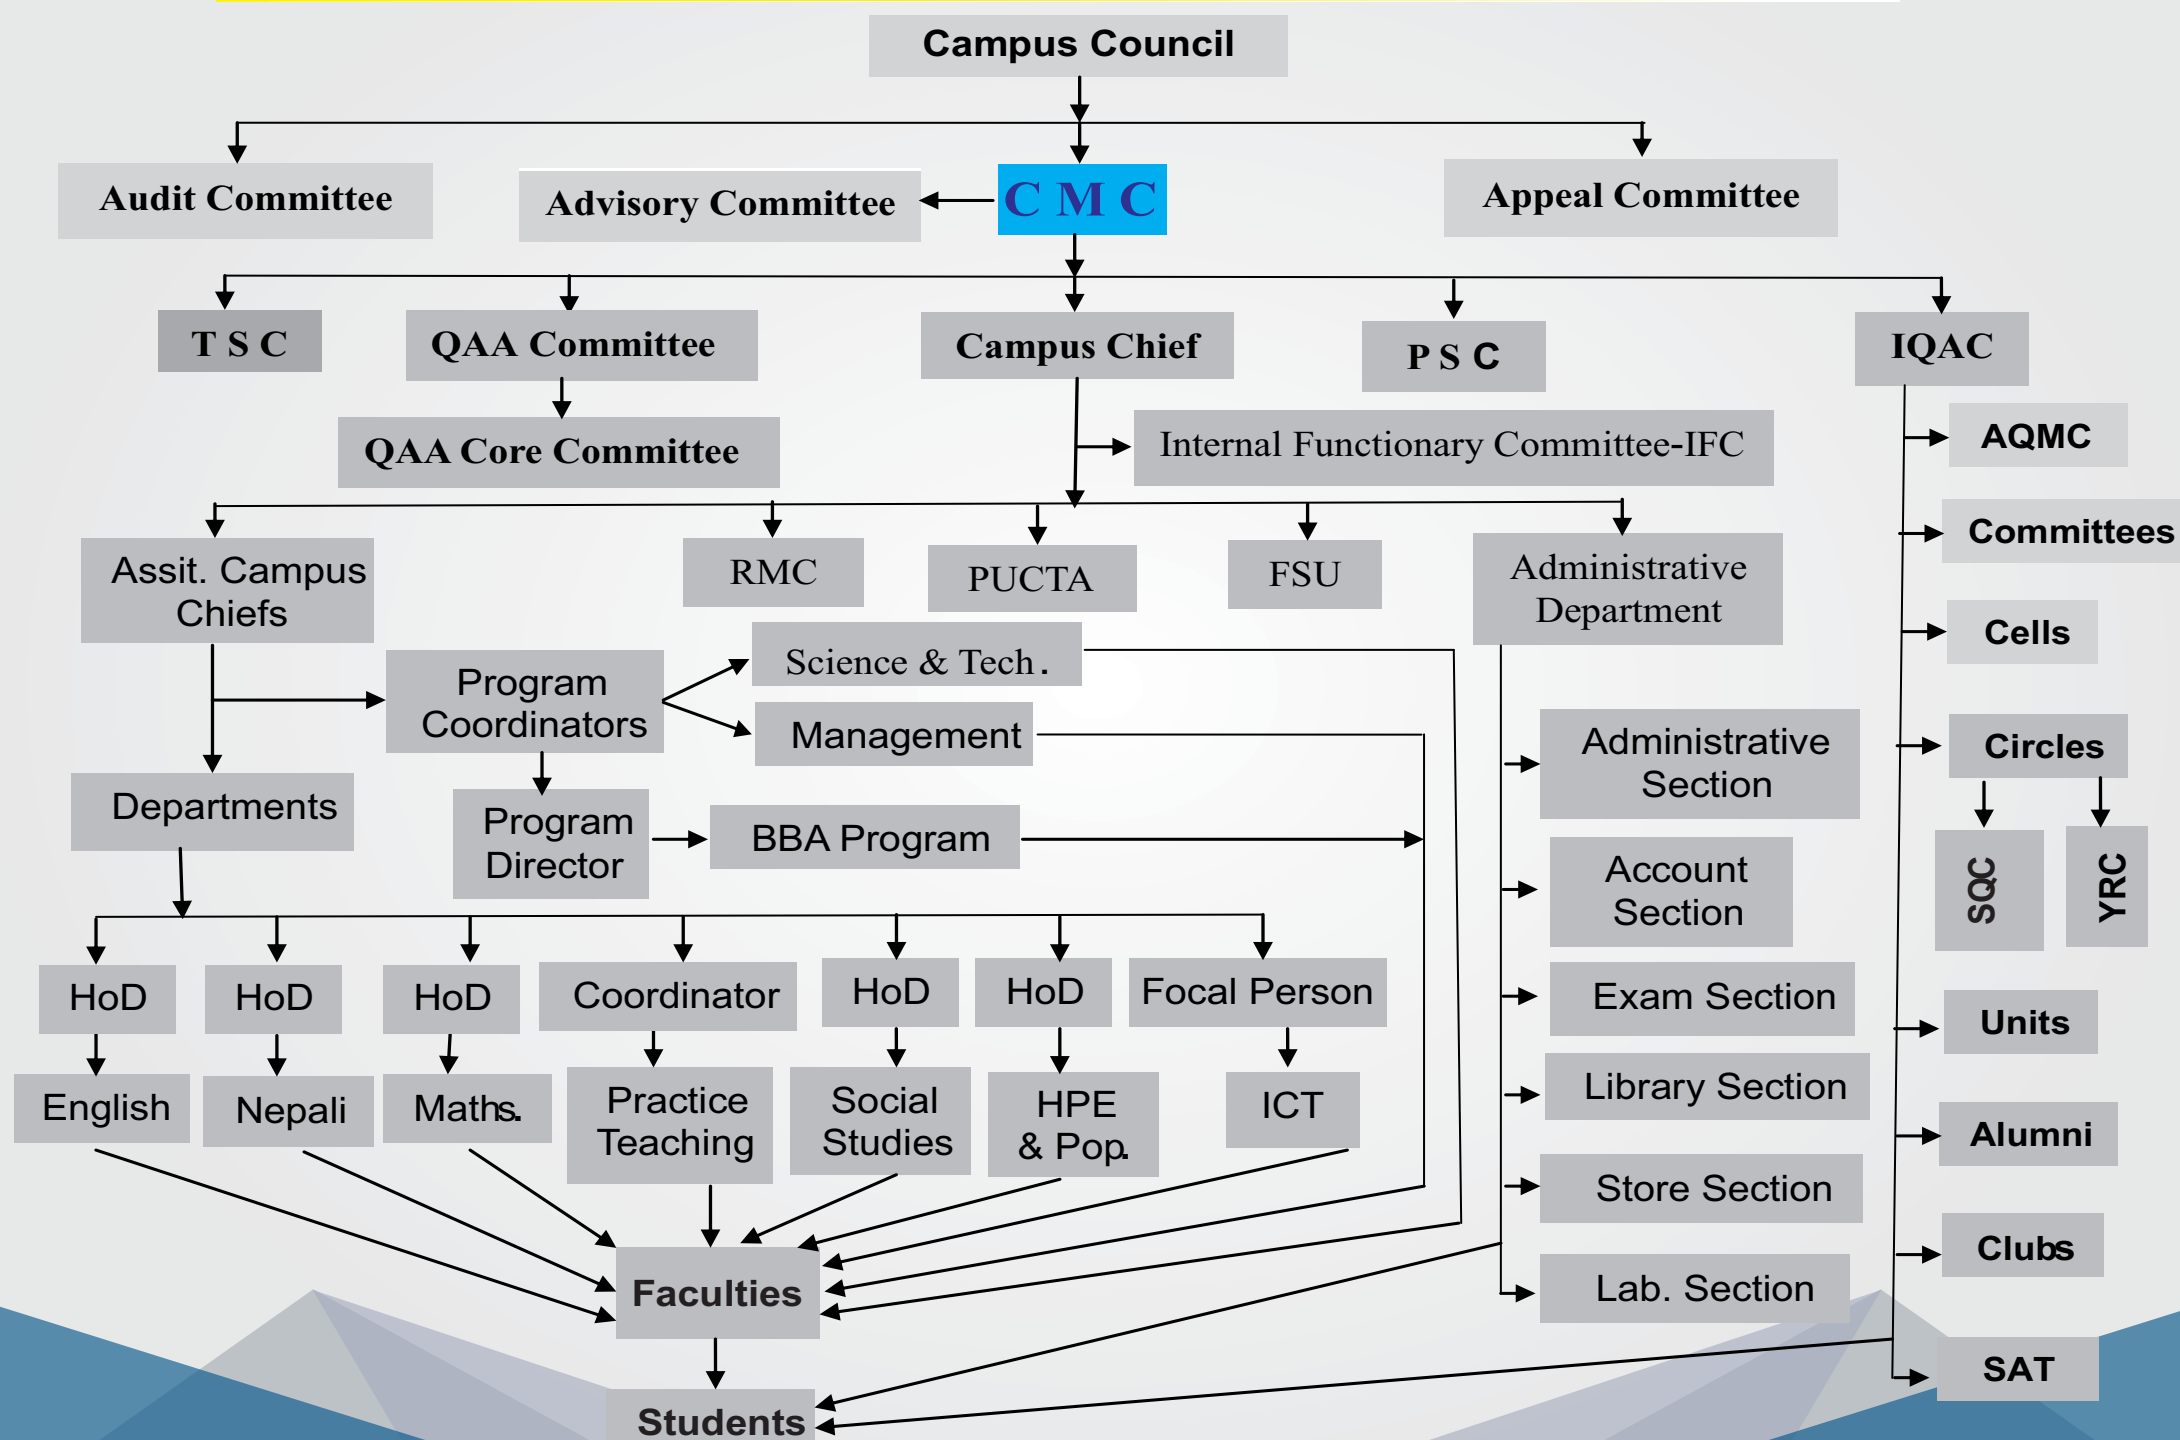 Campus Council
Audit Committee
Advisory Committee
C M C
Appeal Committee
T S C
QAA Committee
Campus Chief
P S C
IQAC
QAA Core Committee
Internal Functionary Committee-IFC
AQMC
Committees
Assit. Campus
Chiefs
RMC
PUCTA
FSU
Administrative
Department
Cells
Program
Coordinators
Science & Tech.
Management
Administrative
Section
Circles
Departments
Program
Director
BBA Program
Account
Section
SQC
YRC
HoD
HoD
HoD
Coordinator
HoD
HoD
Focal Person
Exam Section
Units
English
Nepali
Maths.
Practice
Teaching
Social
Studies
HPE
& Pop.
ICT
Library Section
Alumni
Store Section
Clubs
Faculties
Lab. Section
SAT
Students